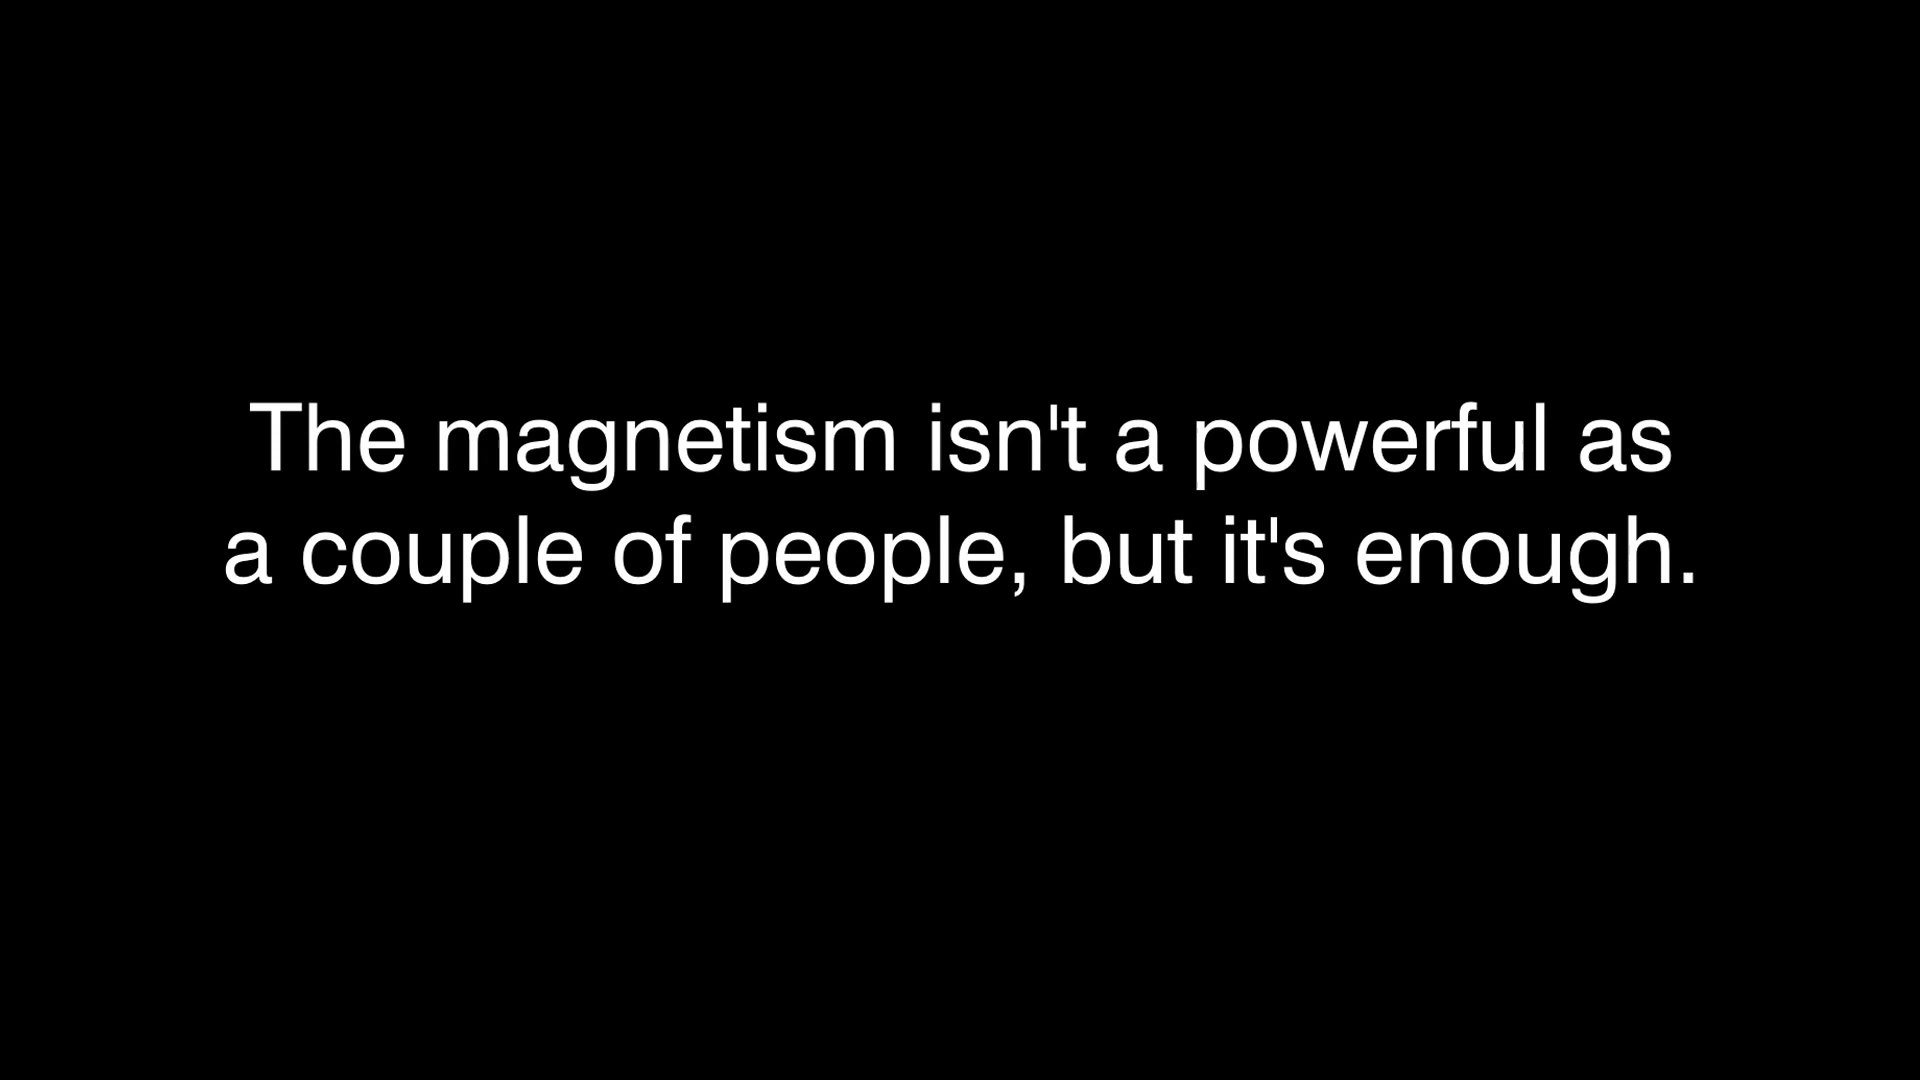 The magnetism isn't a powerful as
a couple of people, but it's enough.